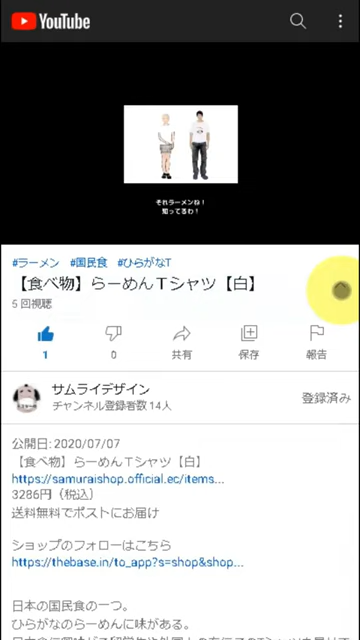 YouTube
それラーメンね!
知ってるわ!
#ラーメン #国民食 #ひらがなT
【食べ物】らーめんTシャツ【白】
5 回視聴
1
0
共有
保存
報告
サムライデザイン
チャンネル登録者数 14人
登録済み
公開日: 2020/07/07
【食べ物】らーめんTシャツ【白】
https://samuraishop.official.ec/items...
3286円(税込)
送料無料でポストにお届け
ショップのフォローはこちら
https://thebase.in/to_app?s=shop&shop...
日本の国民食の一つ。
ひらがなのらーめんに味がある。